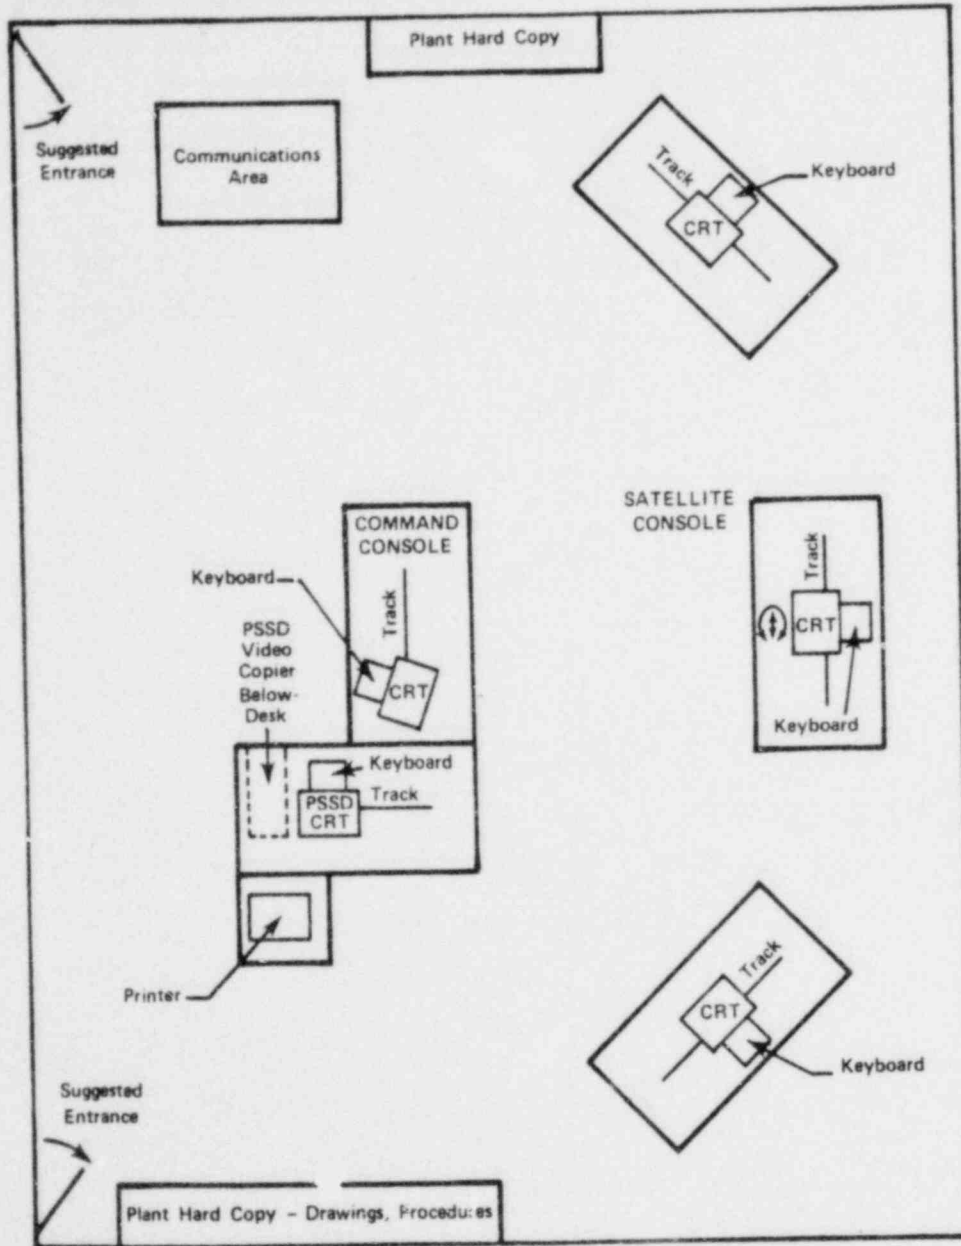 Plant Hard Copy
Suggested
Entrance
Communications
Area
Track
Keyboard
CRT
COMMAND
CONSOLE
SATELLITE
CONSOLE
Keyboard
Track
Track
PSSD
Video
Copier
Below-
Desk
CRT
CRT
Keyboard
Keyboard
PSSD
CRT
Track
Track
CRT
Printer
Keyboard
Suggested
Entrance
Plant Hard Copy - Drawings, Procedures